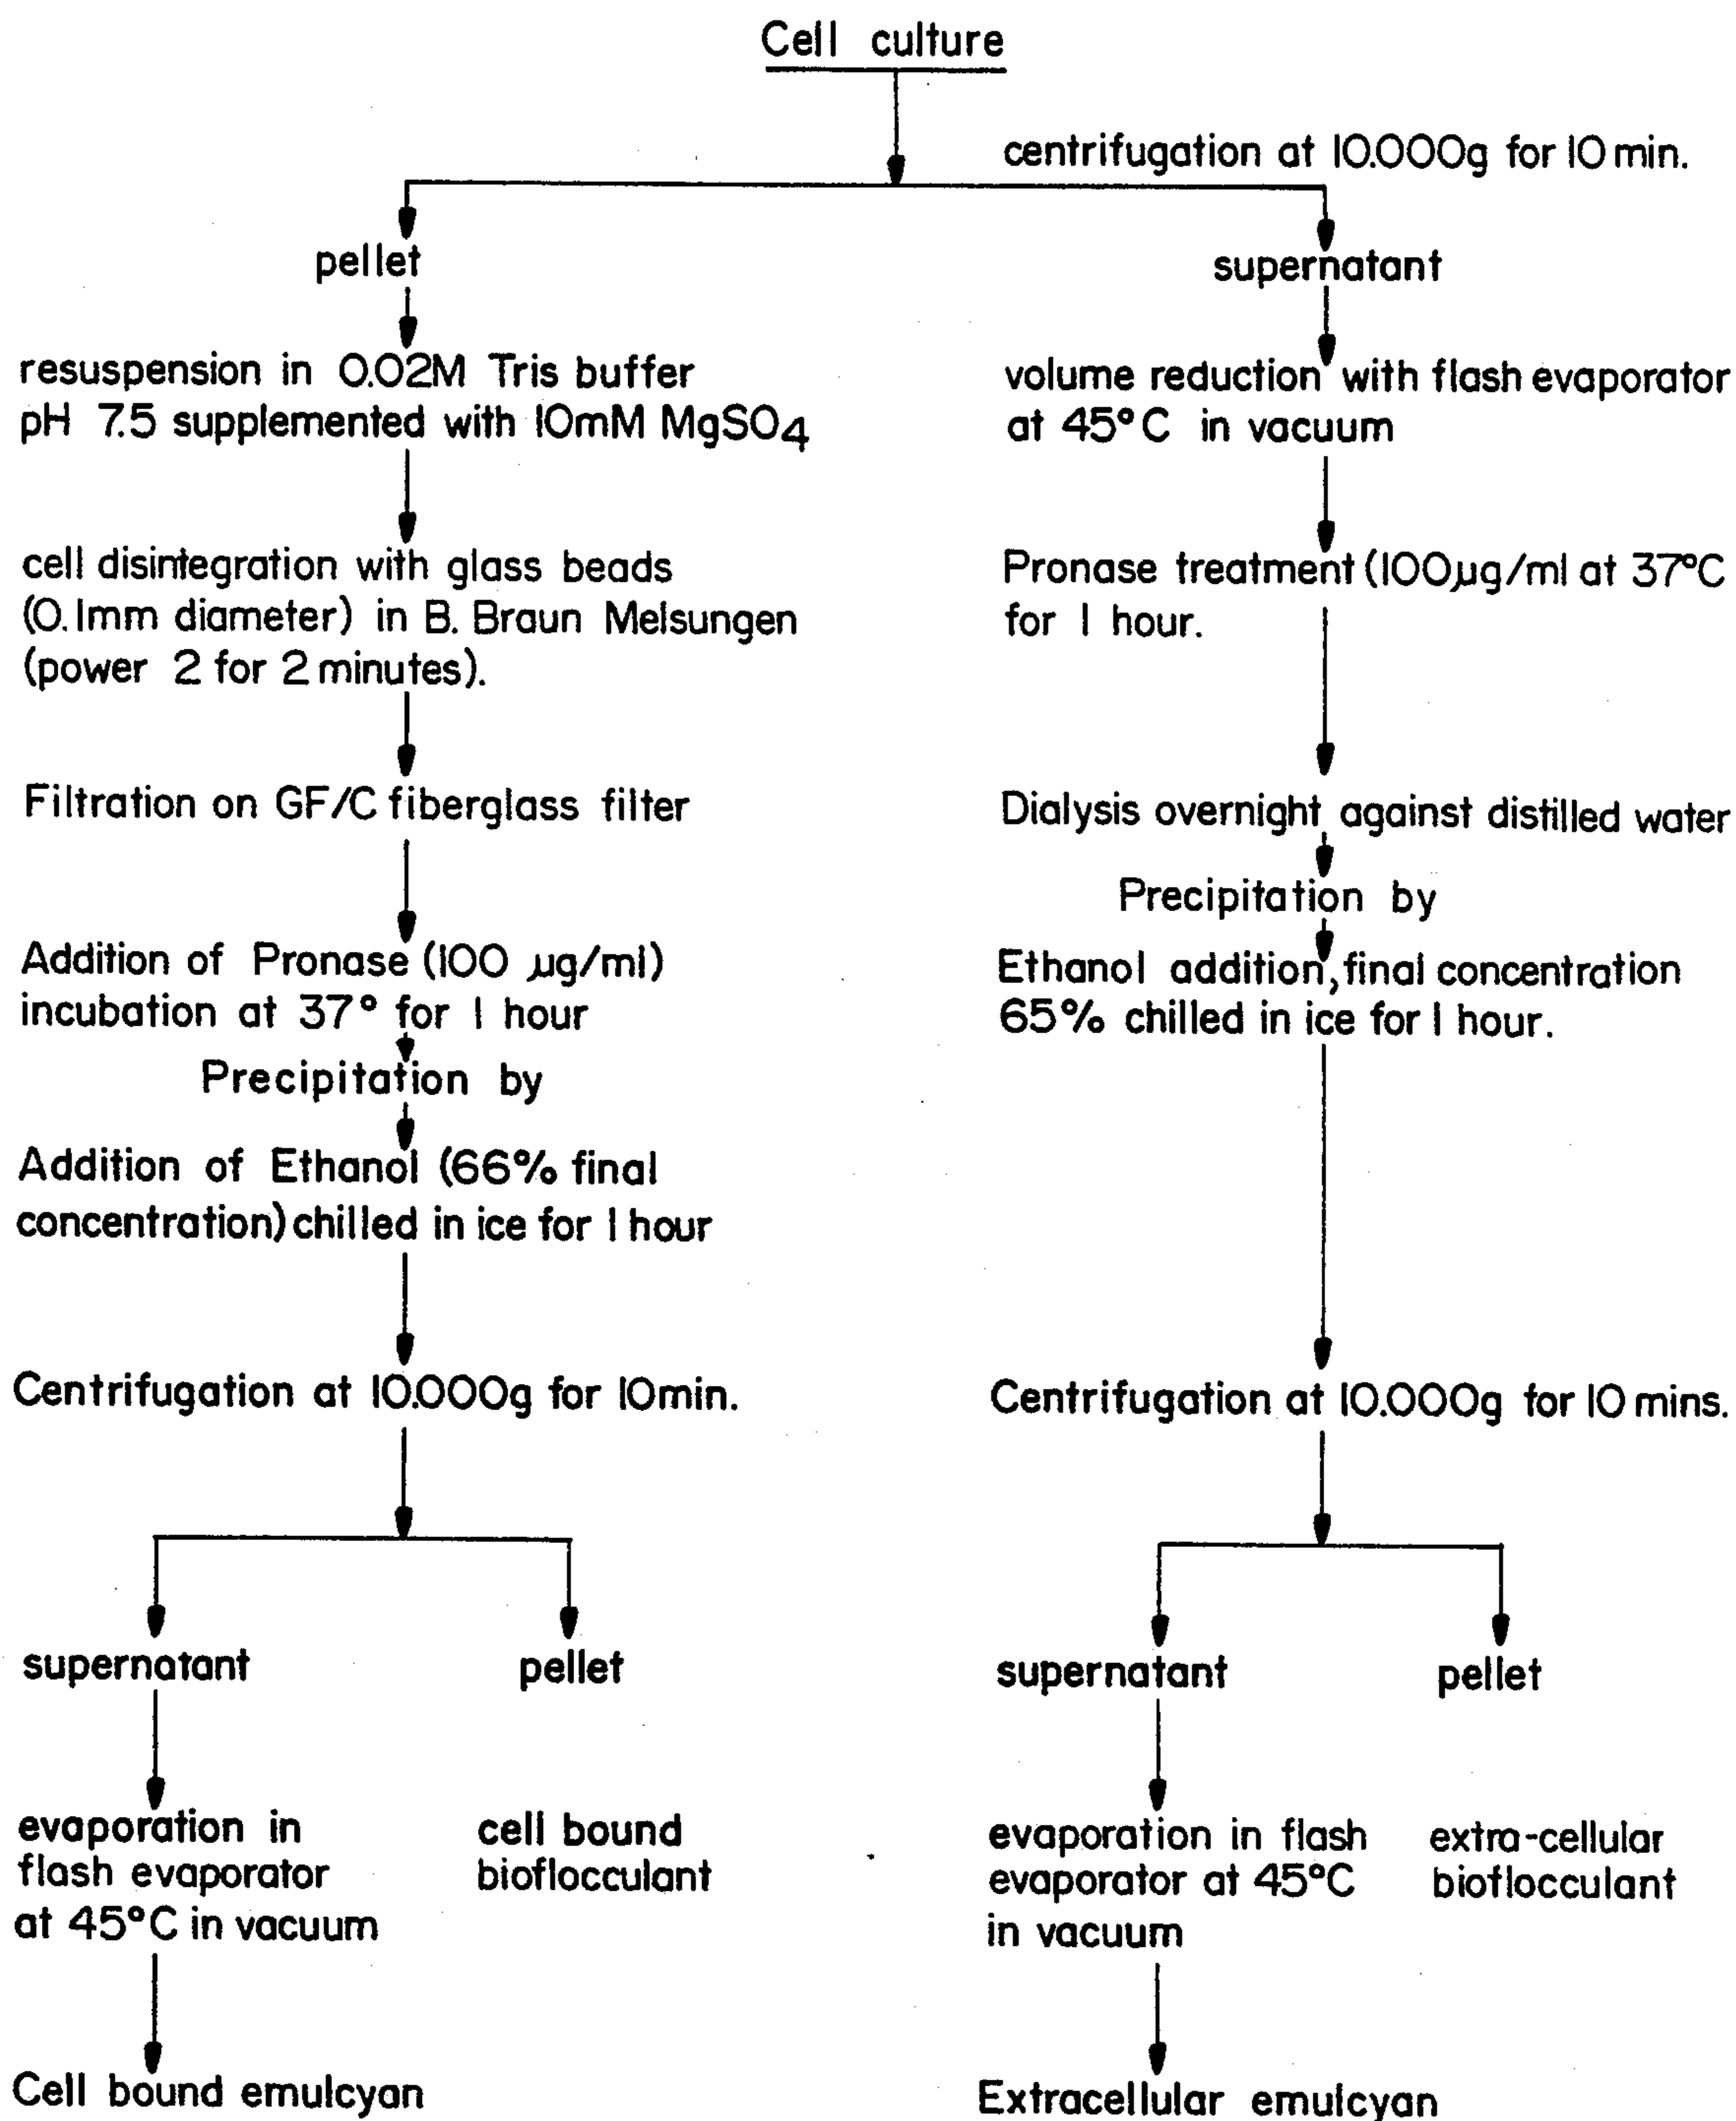 Cell culture
centrifugation at 10.000g for 10 min.
pellet
resuspension in 0.02M Tris buffer
pH 7.5 supplemented with 10mM MgSO4
cell disintegration with glass beads
(0.1mm diameter) in B. Braun Melsungen
(power 2 for 2 minutes).
Filtration on GF/C fiberglass filter
Addition of Pronase (100 µg/ml)
incubation at 37° for 1 hour
Precipitation by
Addition of Ethanol (66% final
concentration) chilled in ice for 1 hour
Centrifugation at 10.000g for 10min.
supernatant
evaporation in
flash evaporator
at 45°C in vacuum
Cell bound emulcyan
pellet
cell bound
bioflocculant
supernatant
volume reduction with flash evaporator
at 45°C in vacuum
Pronase treatment (100µg/ml at 37°C
for 1 hour.
Dialysis overnight against distilled water
Precipitation by
Ethanol addition, final concentration
65% chilled in ice for 1 hour.
Centrifugation at 10.000g for 10 mins.
supernatant
evaporation in flash
evaporator at 45°C
in vacuum
Extracellular emulcyan
pellet
extra-cellular
bioflocculant